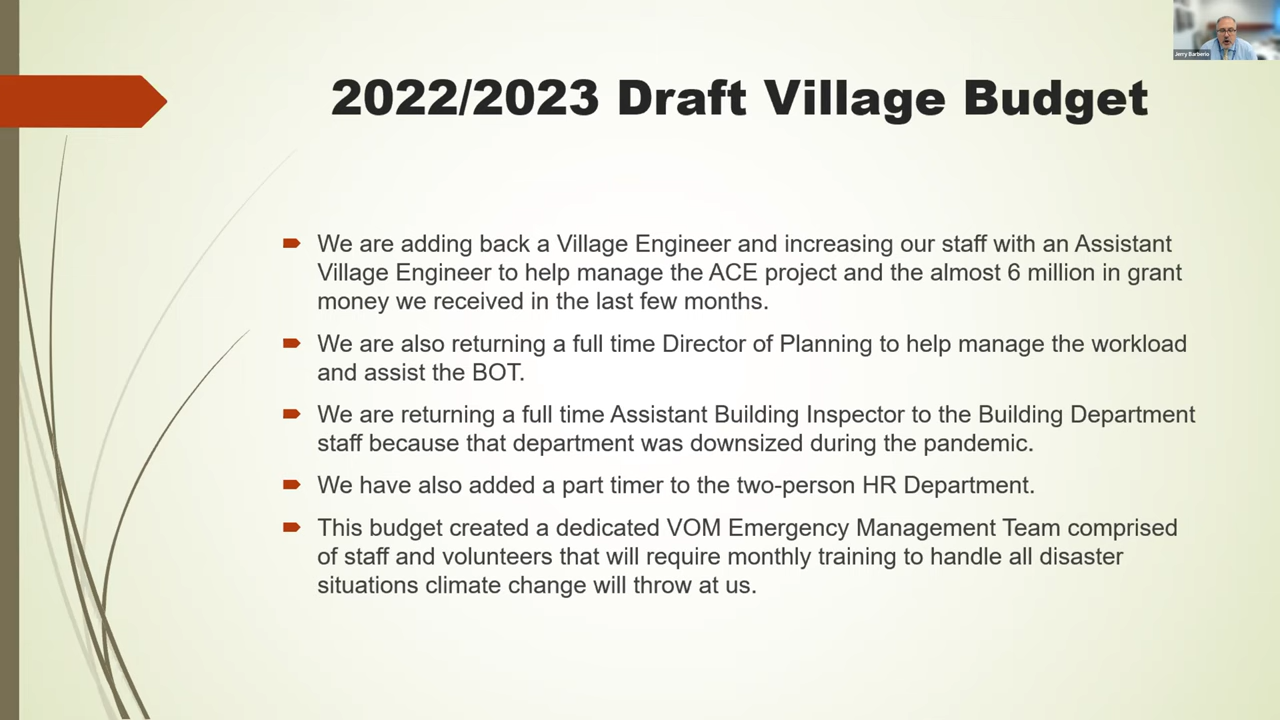 Jerry Barberio
2022/2023 Draft Village Budget
We are adding back a Village Engineer and increasing our staff with an Assistant
Village Engineer to help manage the ACE project and the almost 6 million in grant
money we received in the last few months.
We are also returning a full time Director of Planning to help manage the workload
and assist the BOT.
We are returning a full time Assistant Building Inspector to the Building Department
staff because that department was downsized during the pandemic.
We have also added a part timer to the two-person HR Department.
This budget created a dedicated VOM Emergency Management Team comprised
of staff and volunteers that will require monthly training to handle all disaster
situations climate change will throw at us.